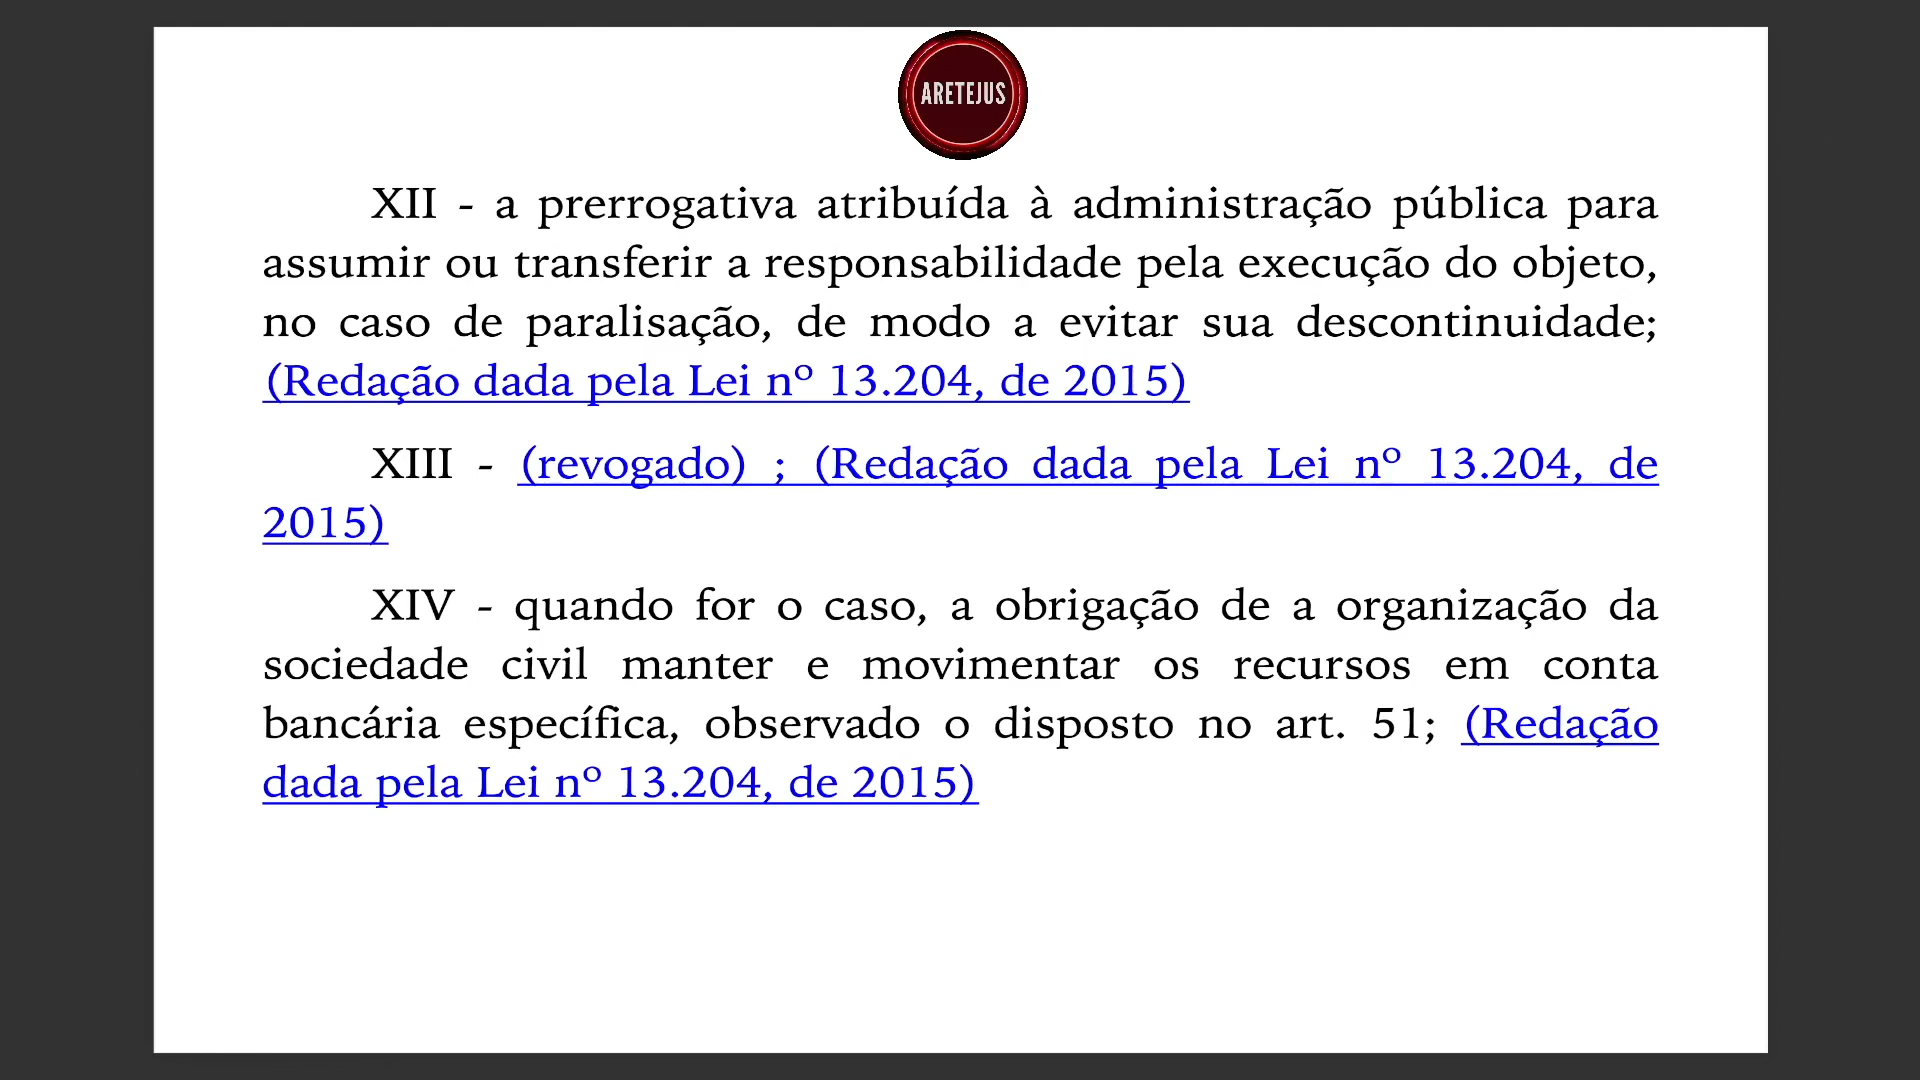 ARETEJUS
XII - a prerrogativa atribuída à administração pública para
assumir ou transferir a responsabilidade pela execução do objeto,
no caso de paralisação, de modo a evitar sua descontinuidade;
(Redação dada pela Lei nº 13.204, de 2015)
XIII - (revogado) ; (Redação dada pela Lei nº 13.204, de
2015)
XIV - quando for o caso, a obrigação de a organização da
sociedade civil manter e movimentar os recursos em conta
bancária específica, observado o disposto no art. 51; (Redação
dada pela Lei nº 13.204, de 2015)